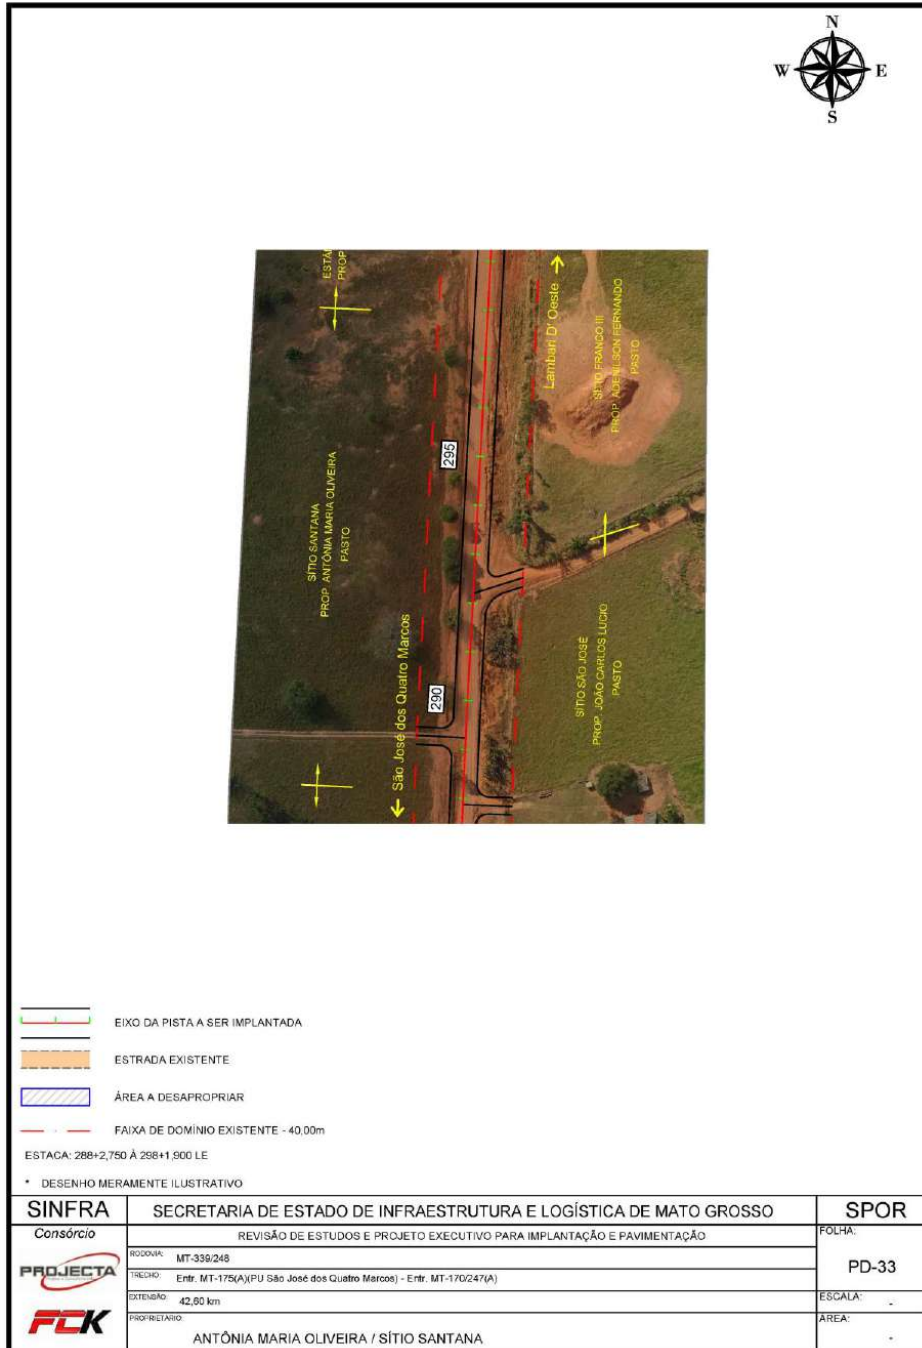 N
W E
S
ESTÁ
PROP
Lambari D' Oeste →
SÍTIO FRANCO III
PROP. ADENILSON FERNANDO
PASTO
295
SÍTIO SANTANA
PROP. ANTÔNIA MARIA OLIVEIRA
PASTO
SÍTIO SÃO JOSÉ
PROP. JOÃO CARLOS LUCIO
PASTO
290
← São José dos Quatro Marcos
EIXO DA PISTA A SER IMPLANTADA
ESTRADA EXISTENTE
ÁREA A DESAPROPRIAR
FAIXA DE DOMÍNIO EXISTENTE - 40,00m
ESTACA: 288+2,750 À 298+1,900 LE
* DESENHO MERAMENTE ILUSTRATIVO
SINFRA
SECRETARIA DE ESTADO DE INFRAESTRUTURA E LOGÍSTICA DE MATO GROSSO
SPOR
Consórcio
REVISÃO DE ESTUDOS E PROJETO EXECUTIVO PARA IMPLANTAÇÃO E PAVIMENTAÇÃO
FOLHA:
PD-33
PROJECTA
RODOVIA: MT-339/248
TRECHO: Entr. MT-175(A)(PU São José dos Quatro Marcos) - Entr. MT-170/247(A)
EXTENSÃO: 42,60 km
ESCALA: -
FCK
PROPRIETÁRIO:
ANTÔNIA MARIA OLIVEIRA / SÍTIO SANTANA
ÁREA: -